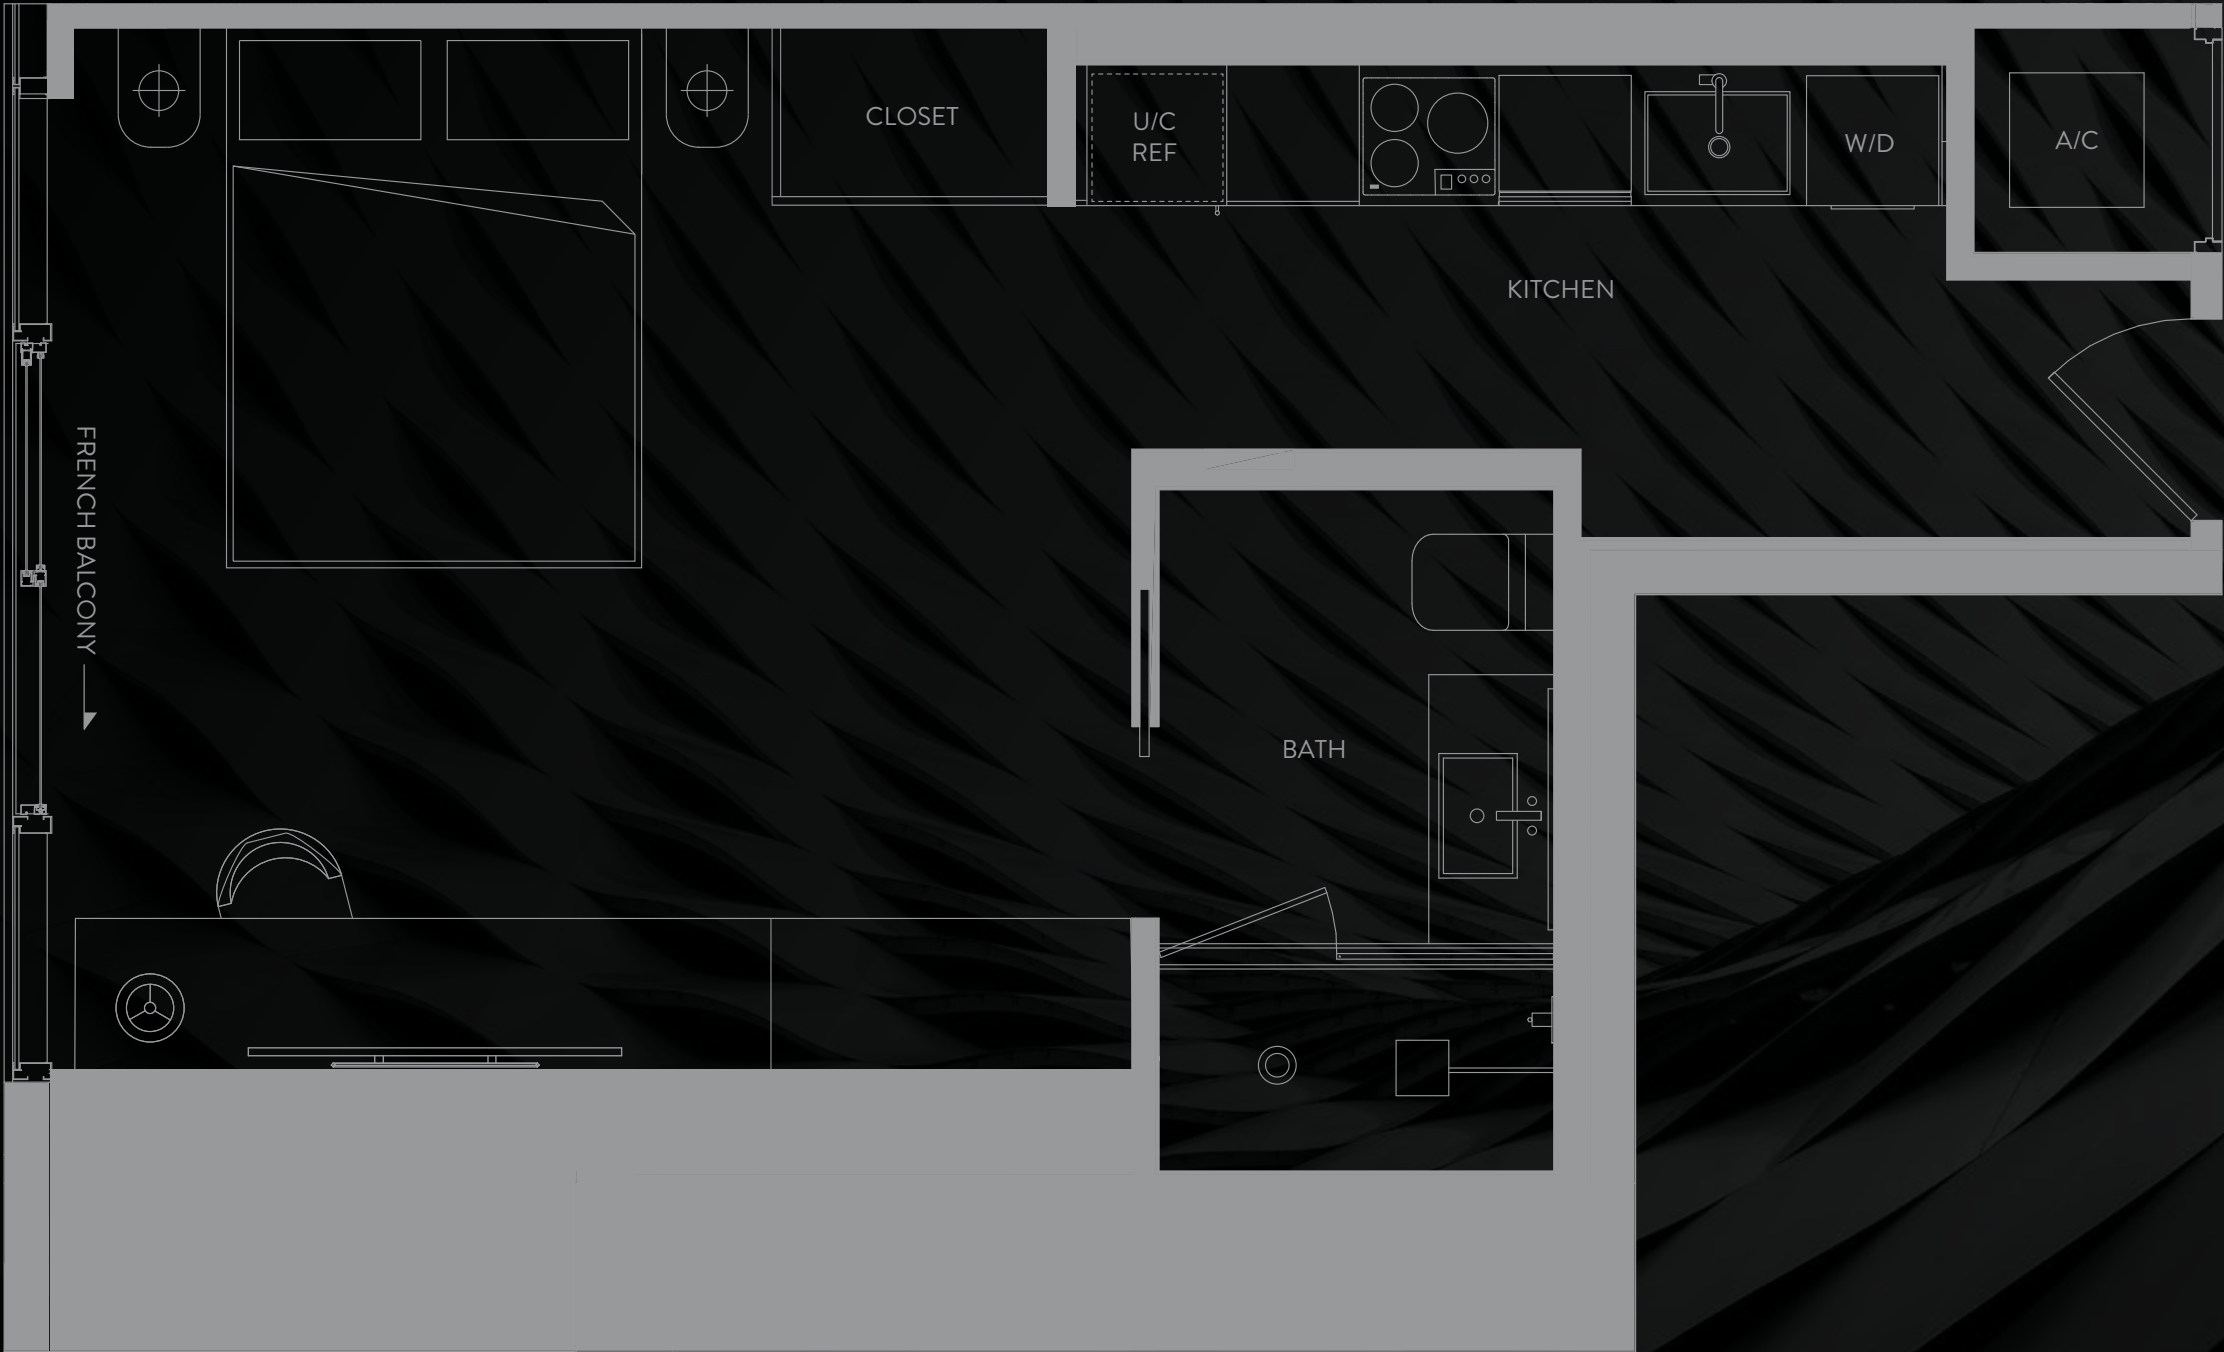 CLOSET
U/C
REF
W/D
A/C
KITCHEN
FRENCH BALCONY
BATH